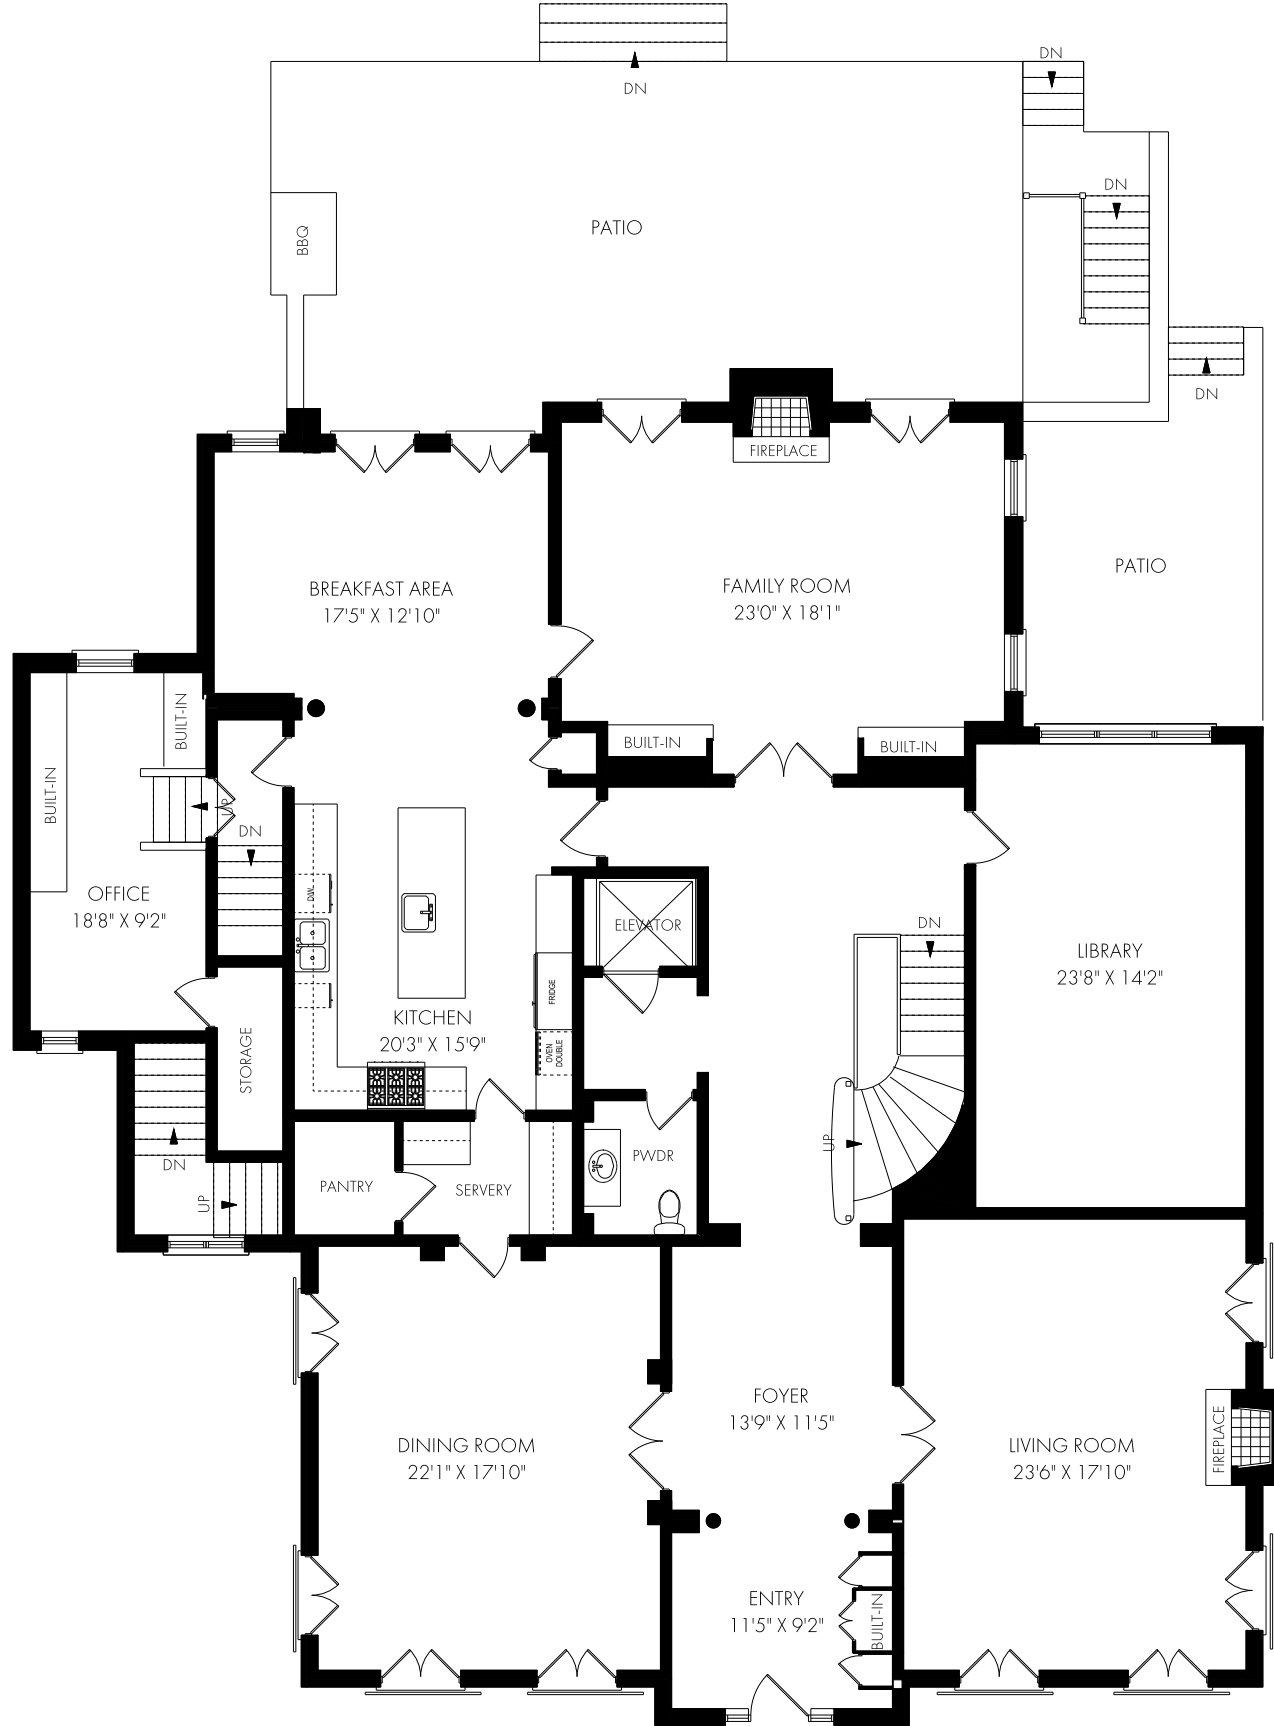 DN
DN
DN
BBQ
PATIO
DN
FIREPLACE
BREAKFAST AREA
17'5" X 12'10"
FAMILY ROOM
23'0" X 18'1"
PATIO
BUILT-IN
BUILT-IN
BUILT-IN
BUILT-IN
UP
DN
OFFICE
18'8" X 9'2"
DW
ELEVATOR
DN
LIBRARY
23'8" X 14'2"
FRIDGE
KITCHEN
20'3" X 15'9"
OVEN
DOUBLE
STORAGE
DN
UP
PANTRY
SERVERY
PWDR
UP
FOYER
13'9" X 11'5"
DINING ROOM
22'1" X 17'10"
LIVING ROOM
23'6" X 17'10"
FIREPLACE
ENTRY
11'5" X 9'2"
BUILT-IN